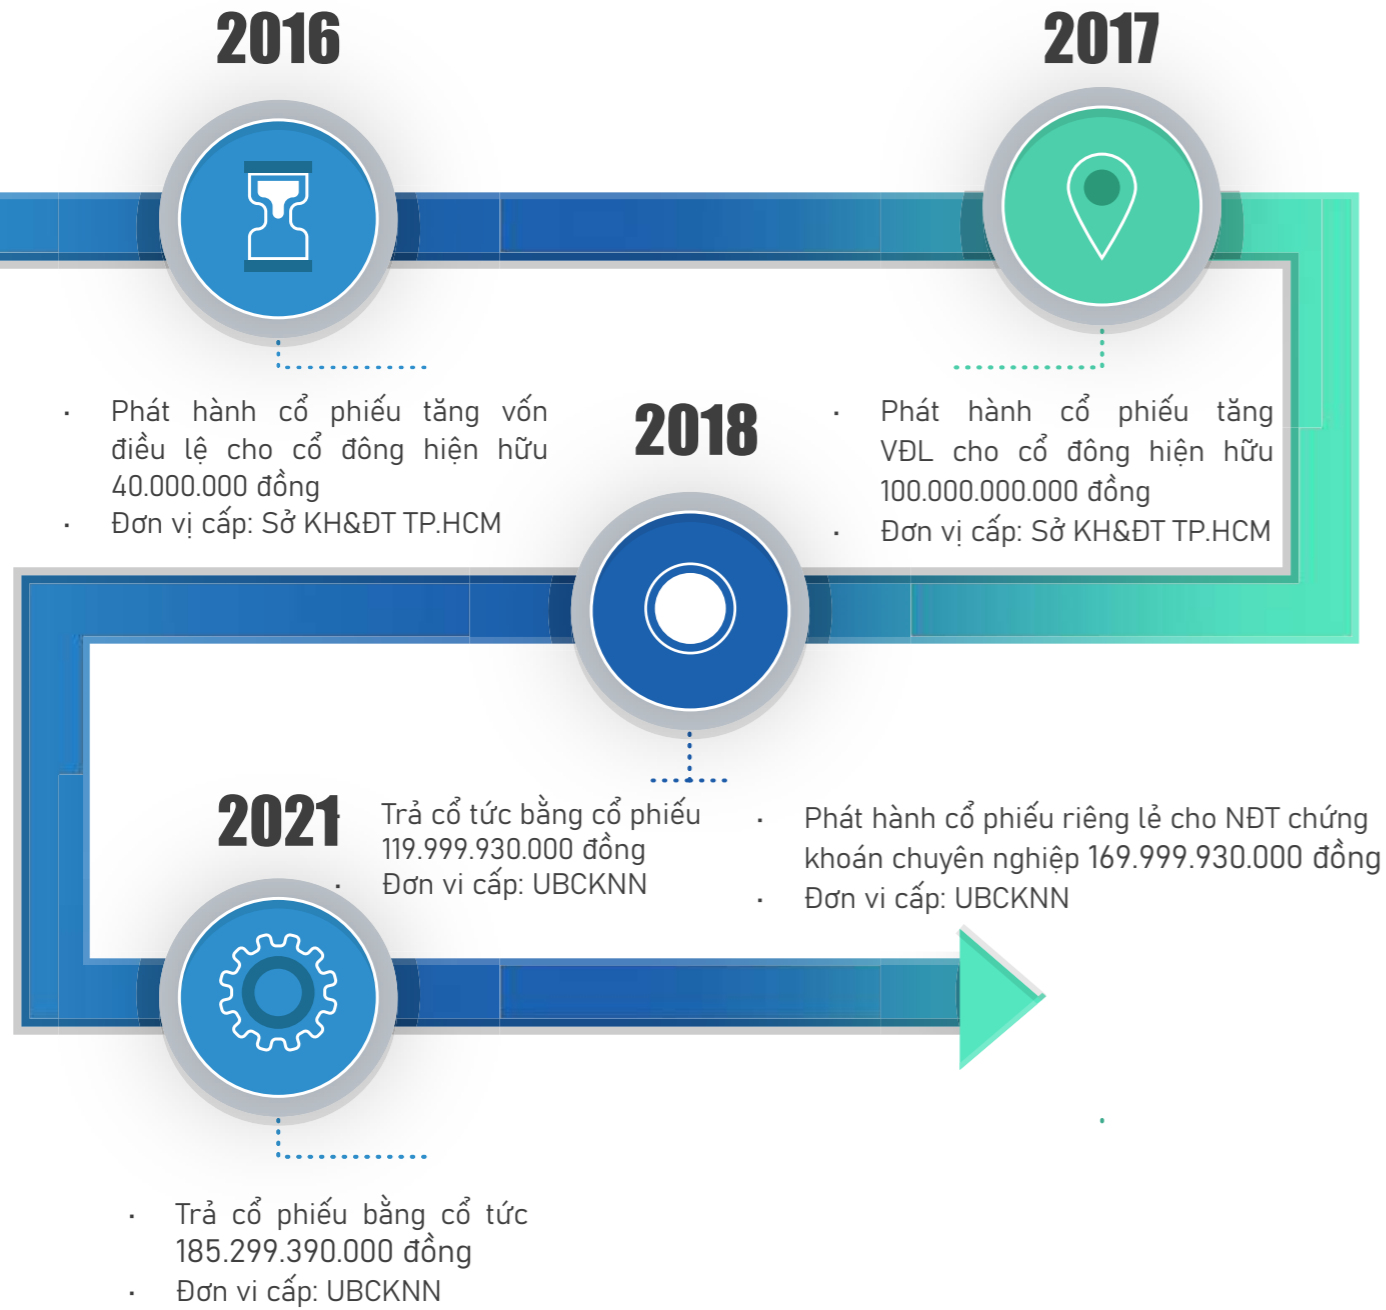 2016
2017
▪ Phát hành cổ phiếu tăng vốn
điều lệ cho cổ đông hiện hữu
40.000.000 đồng
▪ Đơn vị cấp: Sở KH&ĐT TP.HCM
▪ Phát hành cổ phiếu tăng
VĐL cho cổ đông hiện hữu
100.000.000.000 đồng
▪ Đơn vị cấp: Sở KH&ĐT TP.HCM
2018
▪ Trả cổ tức bằng cổ phiếu
119.999.930.000 đồng
▪ Đơn vi cấp: UBCKNN
▪ Phát hành cổ phiếu riêng lẻ cho NĐT chứng
khoán chuyên nghiệp 169.999.930.000 đồng
▪ Đơn vi cấp: UBCKNN
2021
▪ Trả cổ phiếu bằng cổ tức
185.299.390.000 đồng
▪ Đơn vi cấp: UBCKNN